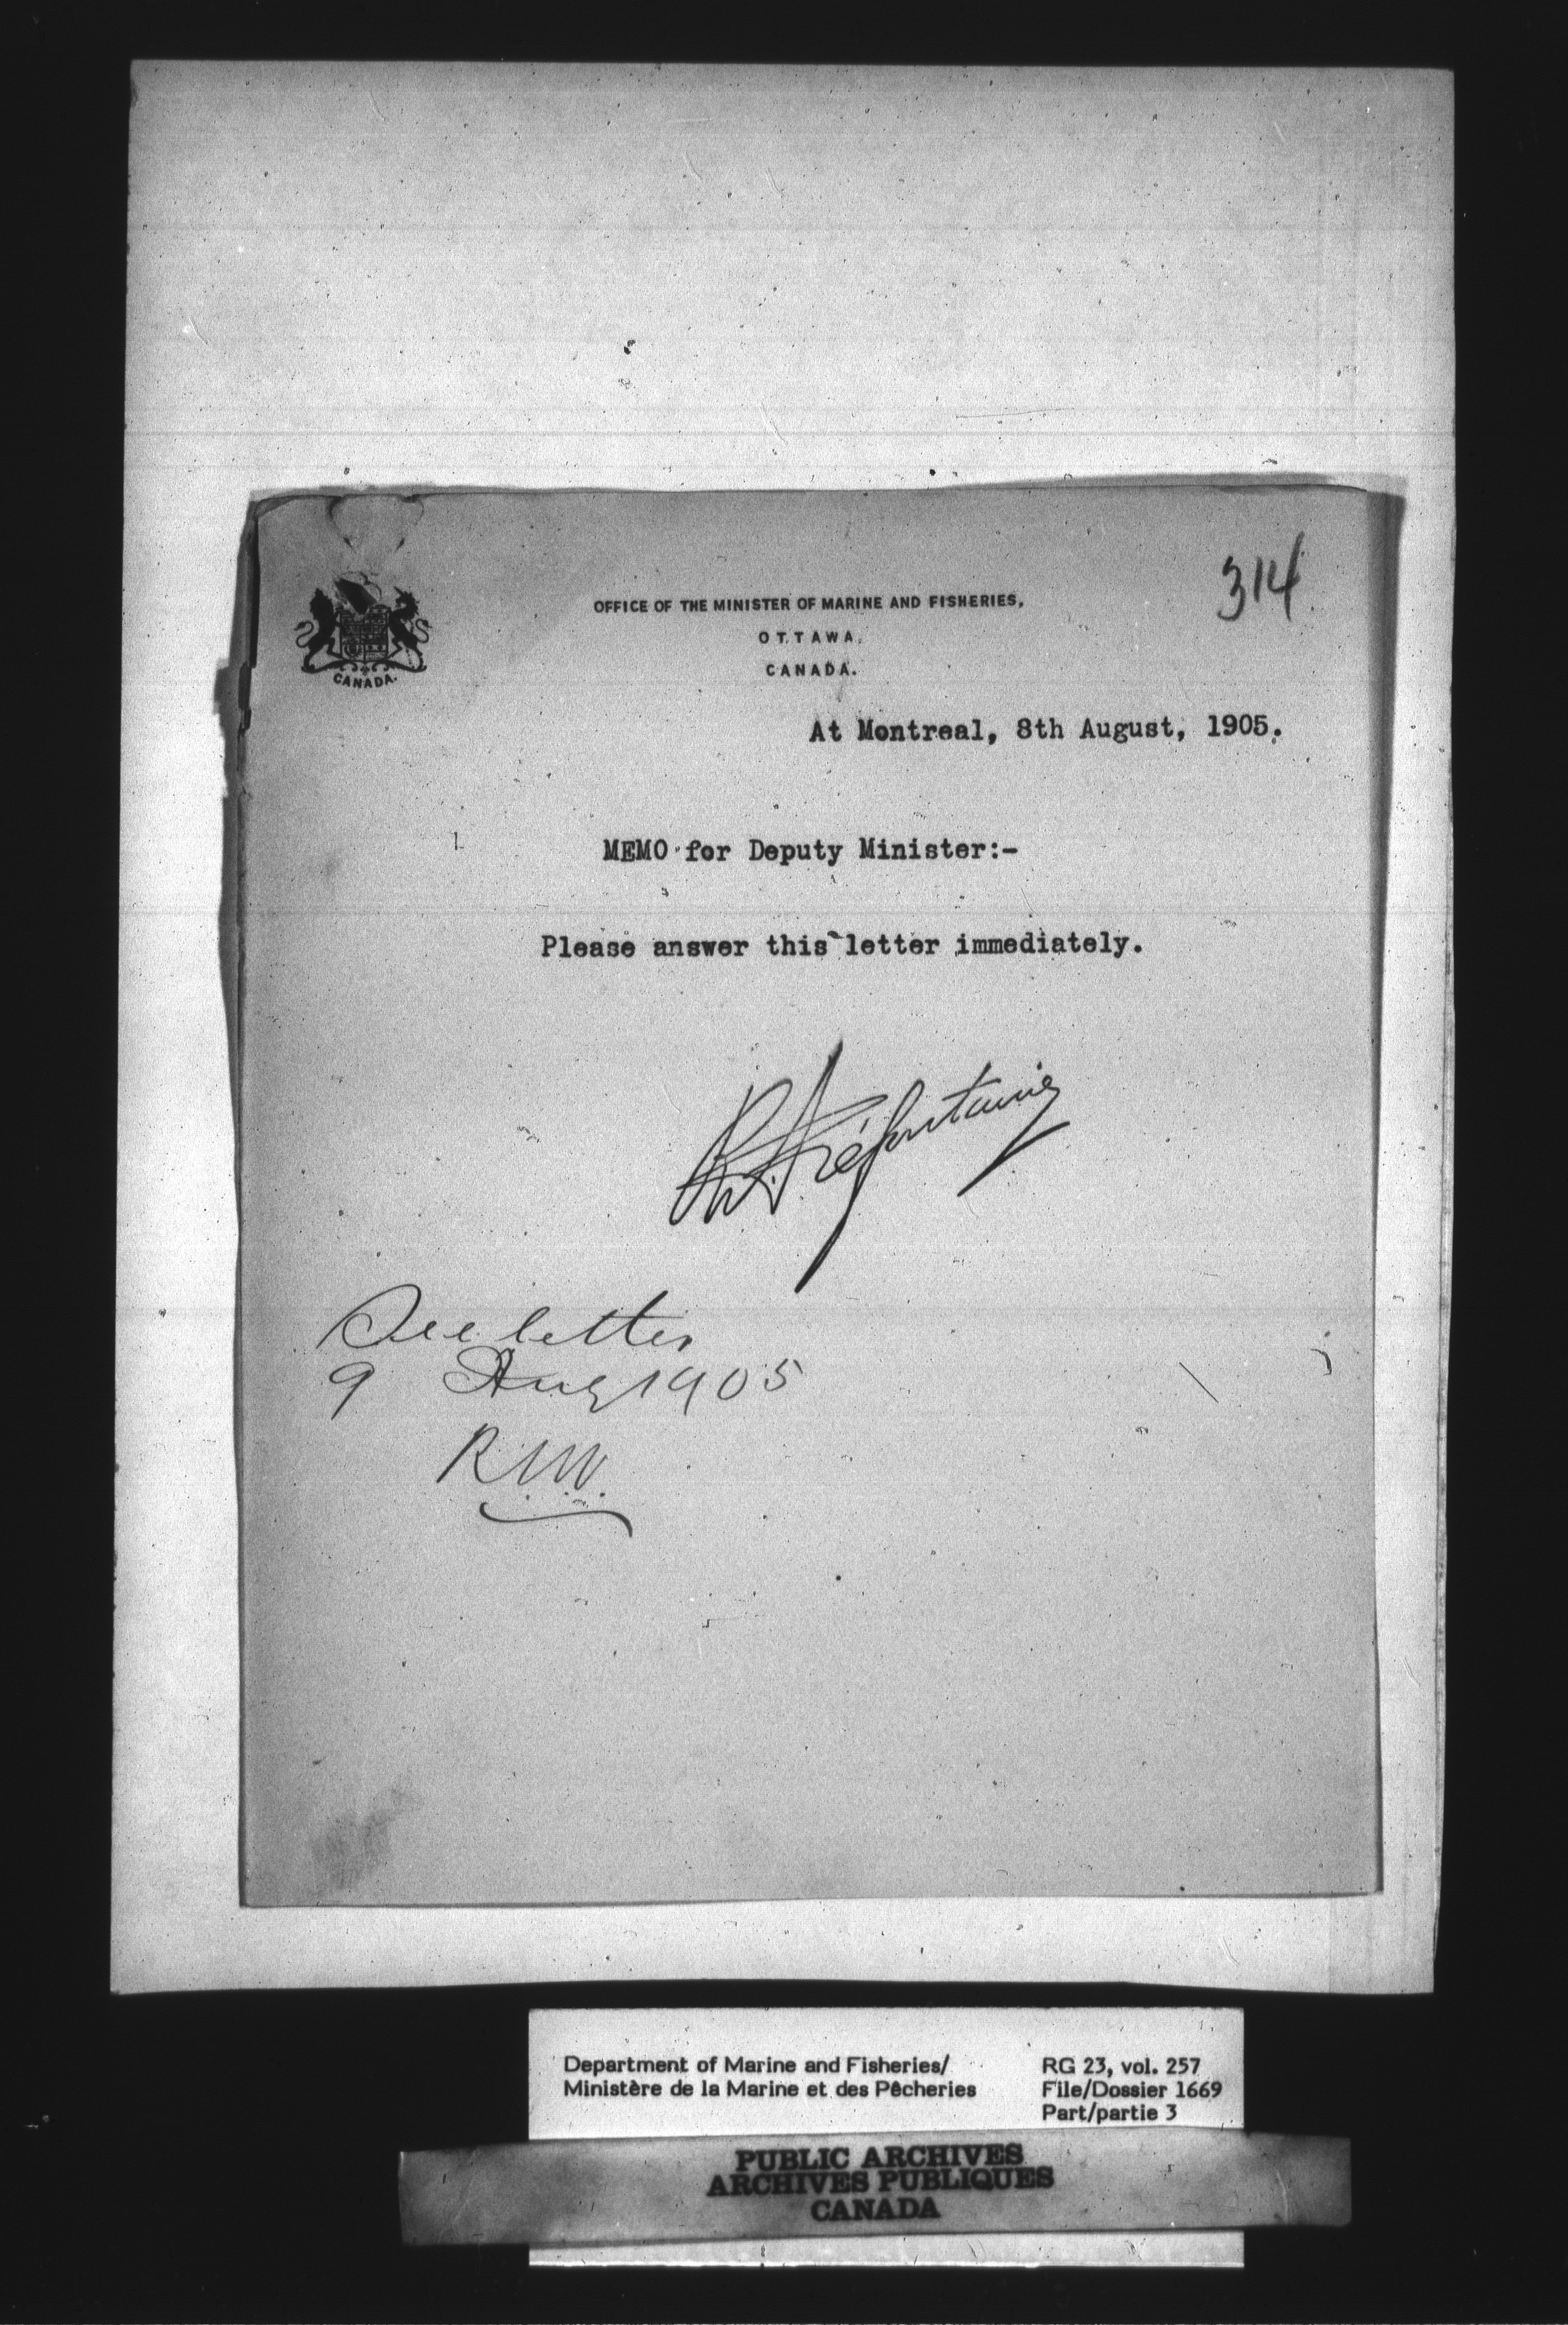 314
OFFICE OF THE MINISTER OF MARINE AND FISHERIES,
OTTAWA,
CANADA.
CANADA.
At Montreal, 8th August, 1905.
MEMO for Deputy Minister:-
Please answer this letter immediately.
R. Préfontaine
See letter
9 Aug 1905
R.N.V.
Department of Marine and Fisheries/
Ministère de la Marine et des Pêcheries
RG 23, vol. 257
File/Dossier 1669
Part/partie 3
PUBLIC ARCHIVES
ARCHIVES PUBLIQUES
CANADA